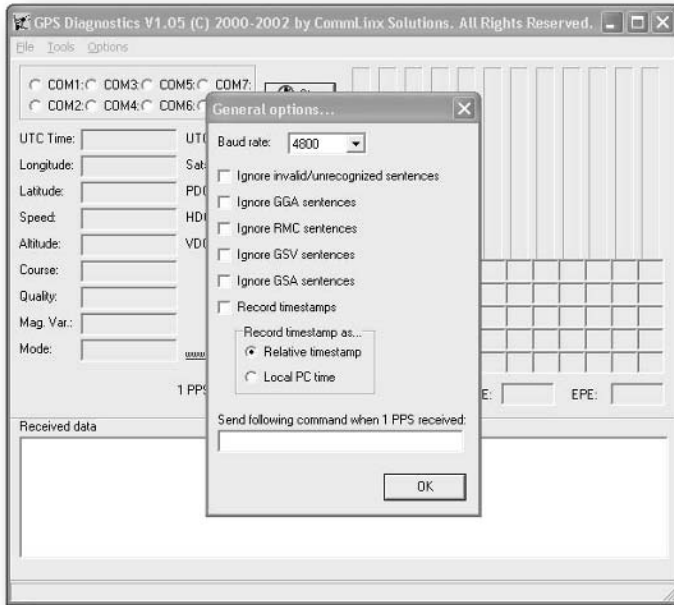 GPS Diagnostics V1.05 (C) 2000-2002 by CommLinx Solutions. All Rights Reserved.
File Tools Options
COM1: COM3: COM5: COM7:
COM2: COM4: COM6:
General options...
Baud rate: 4800
Ignore invalid/unrecognized sentences
Ignore GGA sentences
Ignore RMC sentences
Ignore GSV sentences
Ignore GSA sentences
Record timestamps
Record timestamp as...
Relative timestamp
Local PC time
Send following command when 1 PPS received:
OK
UTC Time: UTC
Longitude:
Latitude:
Speed:
Altitude:
Course:
Quality:
Mag. Var.:
Mode:
1 PPS
E: EPE:
Received data